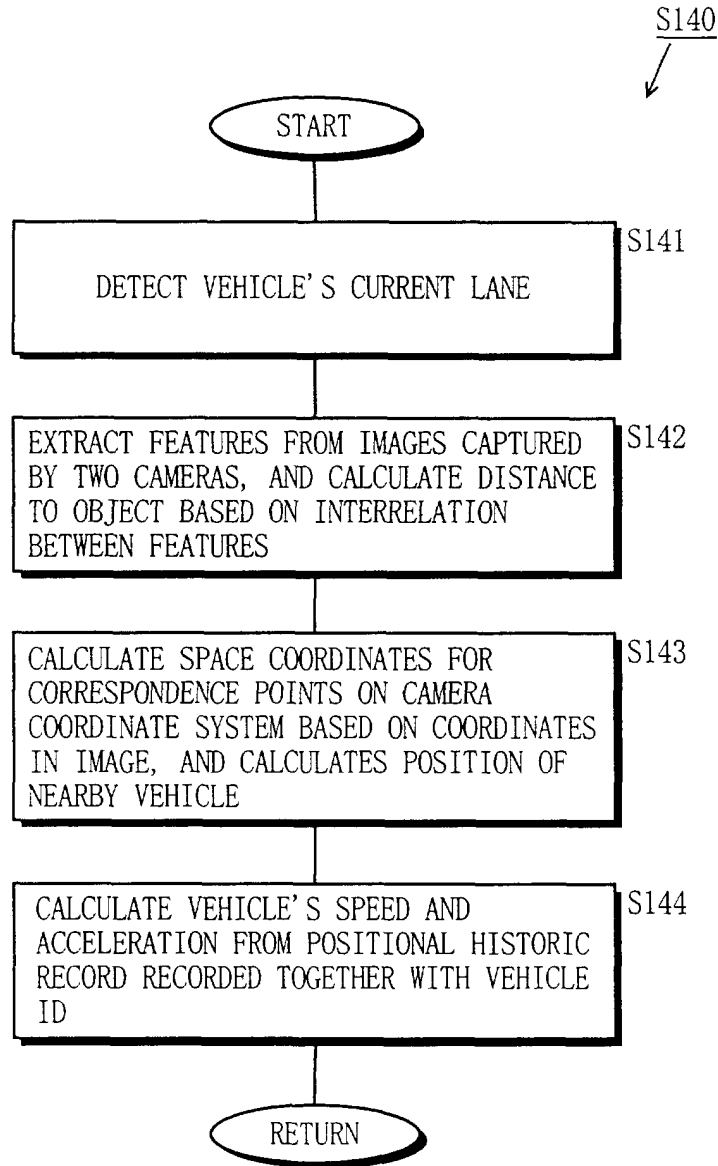 S140
START
S141
DETECT VEHICLE'S CURRENT LANE
S142
EXTRACT FEATURES FROM IMAGES CAPTURED
BY TWO CAMERAS, AND CALCULATE DISTANCE
TO OBJECT BASED ON INTERRELATION
BETWEEN FEATURES
S143
CALCULATE SPACE COORDINATES FOR
CORRESPONDENCE POINTS ON CAMERA
COORDINATE SYSTEM BASED ON COORDINATES
IN IMAGE, AND CALCULATES POSITION OF
NEARBY VEHICLE
S144
CALCULATE VEHICLE'S SPEED AND
ACCELERATION FROM POSITIONAL HISTORIC
RECORD RECORDED TOGETHER WITH VEHICLE
ID
RETURN